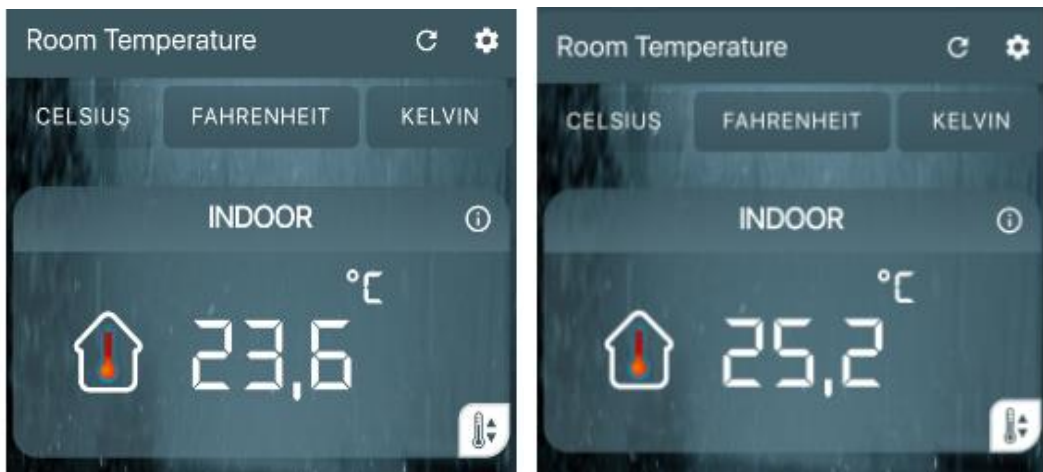 Room Temperature
CELSIUS FAHRENHEIT KELVIN
INDOOR
°C
23,6
Room Temperature
CELSIUS FAHRENHEIT KELVIN
INDOOR
°C
25,2